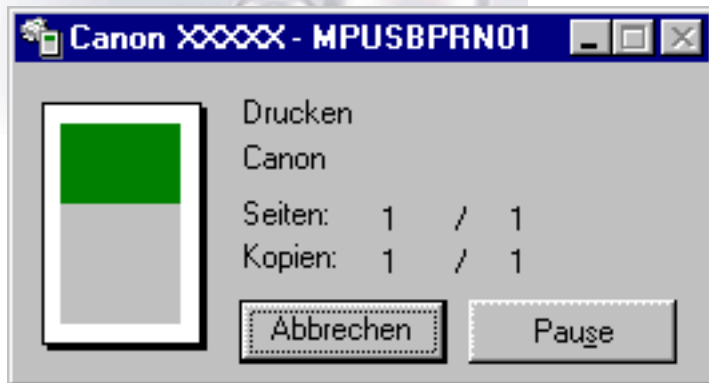 Canon XXXXX - MPUSBPRN01
Drucken
Canon
Seiten: 1 / 1
Kopien: 1 / 1
Abbrechen Pause